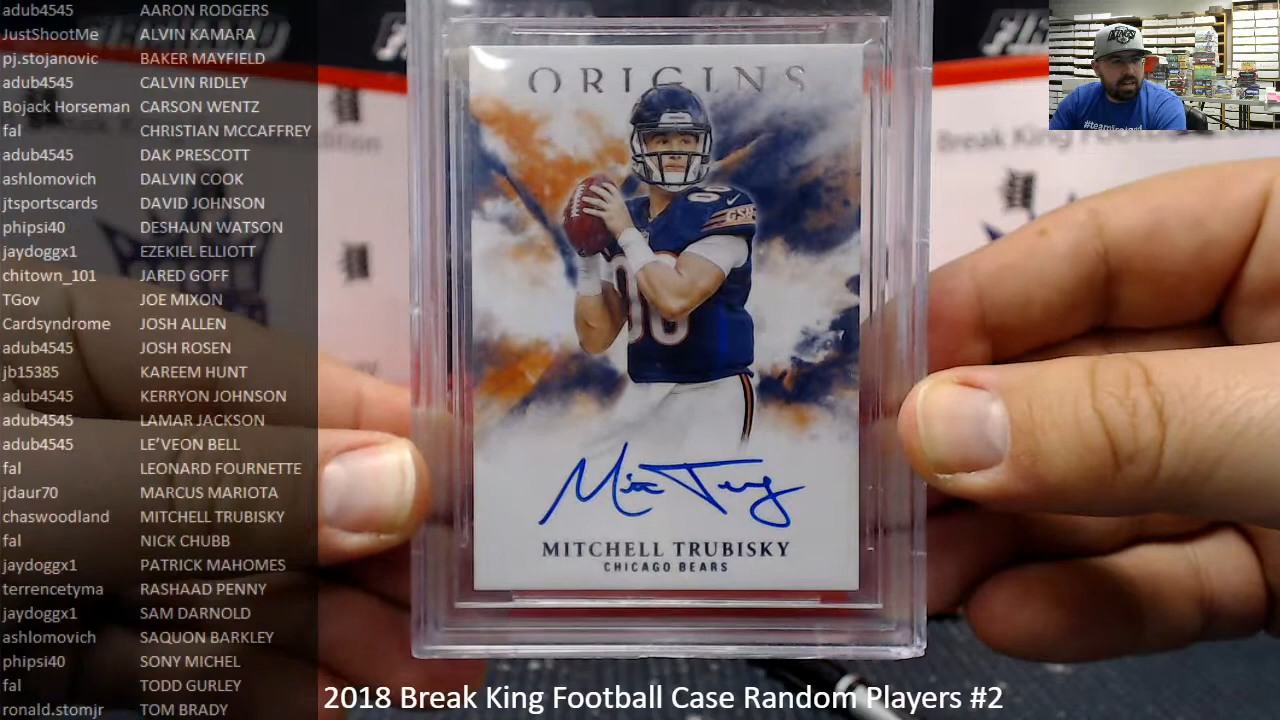 adub4545 AARON RODGERS
JustShootMe ALVIN KAMARA
pj.stojanovic BAKER MAYFIELD
adub4545 CALVIN RIDLEY
Bojack Horseman CARSON WENTZ
fal CHRISTIAN MCCAFFREY
adub4545 DAK PRESCOTT
ashlomovich DALVIN COOK
jtsportscards DAVID JOHNSON
phipsi40 DESHAUN WATSON
jaydoggx1 EZEKIEL ELLIOTT
chitown_101 JARED GOFF
TGov JOE MIXON
Cardsyndrome JOSH ALLEN
adub4545 JOSH ROSEN
jb15385 KAREEM HUNT
adub4545 KERRYON JOHNSON
adub4545 LAMAR JACKSON
adub4545 LE'VEON BELL
fal LEONARD FOURNETTE
jdaur70 MARCUS MARIOTA
chaswoodland MITCHELL TRUBISKY
fal NICK CHUBB
jaydoggx1 PATRICK MAHOMES
terrencetyma RASHAAD PENNY
jaydoggx1 SAM DARNOLD
ashlomovich SAQUON BARKLEY
phipsi40 SONY MICHEL
fal TODD GURLEY
ronald.stomjr TOM BRADY
ORIGINS
GSH
MITCHELL TRUBISKY
CHICAGO BEARS
Break King Football
KINGS
2018 Break King Football Case Random Players #2